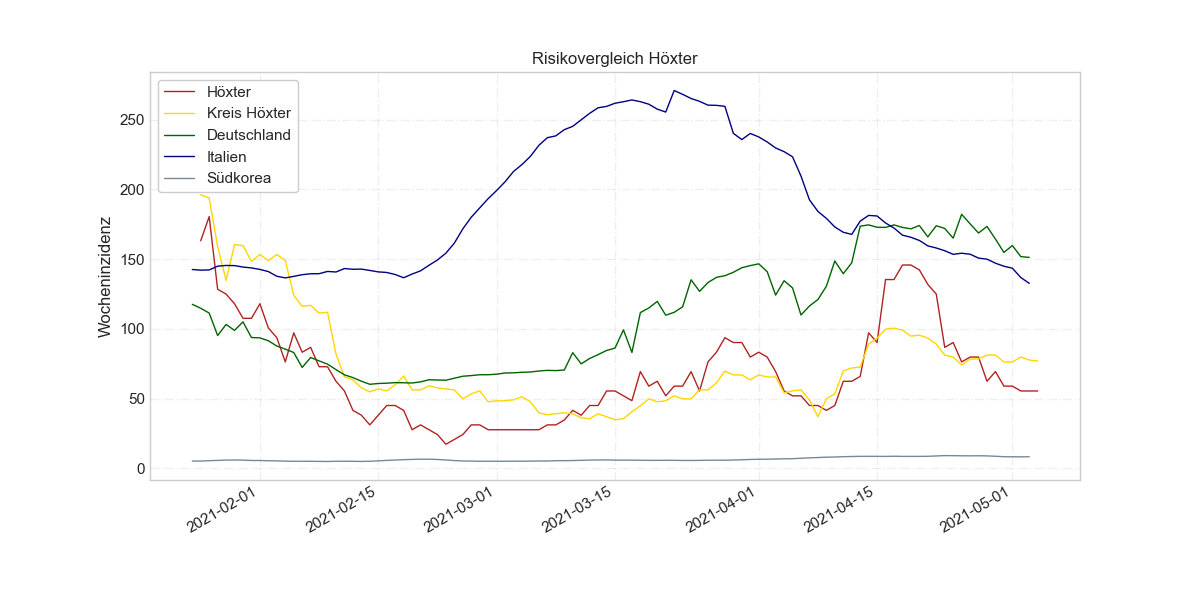 Risikovergleich Höxter
Höxter
Kreis Höxter
Deutschland
Italien
Südkorea
Wocheninzidenz
250
200
150
100
50
0
2021-02-01
2021-02-15
2021-03-01
2021-03-15
2021-04-01
2021-04-15
2021-05-01